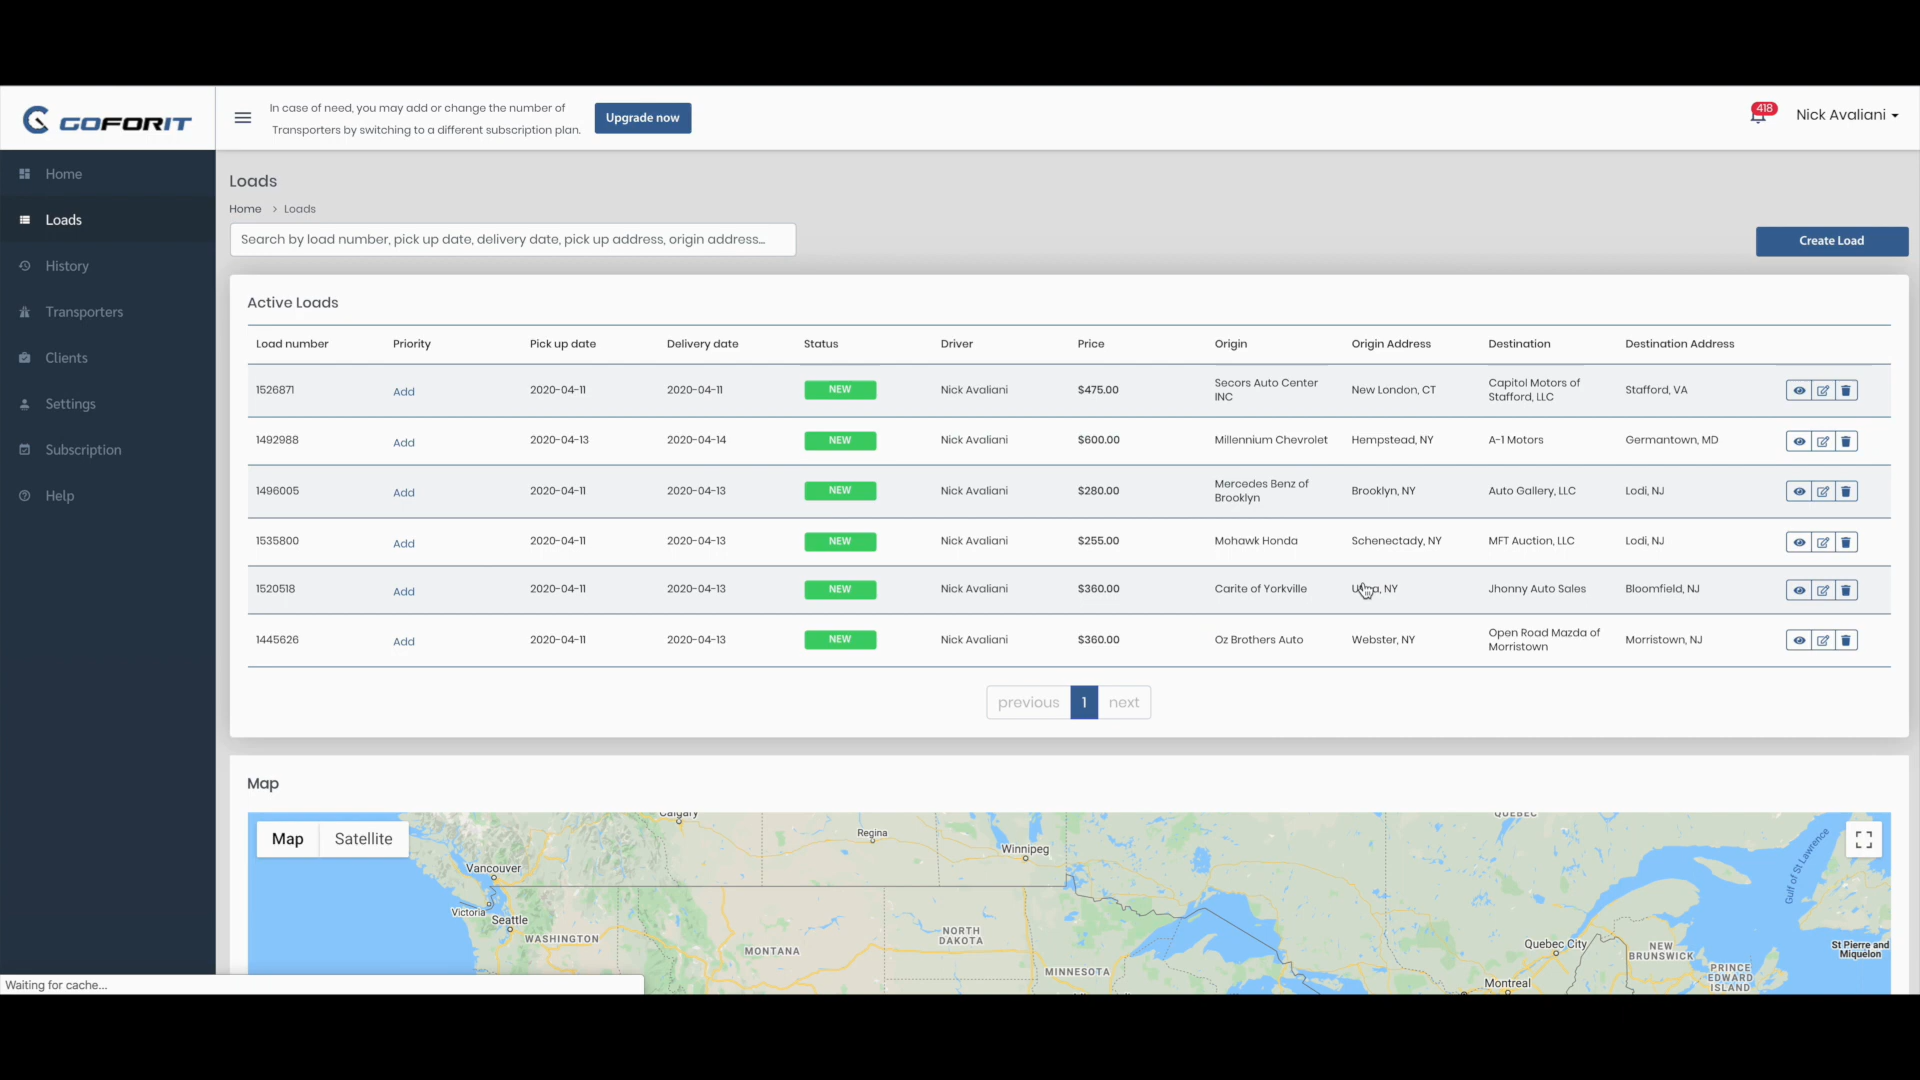 GOFORIT
In case of need, you may add or change the number of
Transporters by switching to a different subscription plan.
Upgrade now
418
Nick Avaliani
Home
Loads
History
Transporters
Clients
Settings
Subscription
Help
Loads
Home > Loads
Search by load number, pick up date, delivery date, pick up address, origin address...
Create Load
Active Loads
Load number Priority Pick up date Delivery date Status Driver Price Origin Origin Address Destination Destination Address
1526871 Add 2020-04-11 2020-04-11 NEW Nick Avaliani $475.00 Secors Auto Center INC New London, CT Capitol Motors of Stafford, LLC Stafford, VA
1492988 Add 2020-04-13 2020-04-14 NEW Nick Avaliani $600.00 Millennium Chevrolet Hempstead, NY A-1 Motors Germantown, MD
1496005 Add 2020-04-11 2020-04-13 NEW Nick Avaliani $280.00 Mercedes Benz of Brooklyn Brooklyn, NY Auto Gallery, LLC Lodi, NJ
1535800 Add 2020-04-11 2020-04-13 NEW Nick Avaliani $255.00 Mohawk Honda Schenectady, NY MFT Auction, LLC Lodi, NJ
1520518 Add 2020-04-11 2020-04-13 NEW Nick Avaliani $360.00 Carite of Yorkville NY Jhonny Auto Sales Bloomfield, NJ
1445626 Add 2020-04-11 2020-04-13 NEW Nick Avaliani $360.00 Oz Brothers Auto Webster, NY Open Road Mazda of Morristown Morristown, NJ
previous 1 next
Map
Map Satellite
Calgary
Regina
Winnipeg
QUEBEC
Gulf of St Lawrence
Vancouver
Victoria
Seattle
WASHINGTON
MONTANA
NORTH
DAKOTA
MINNESOTA
Quebec City
NEW
BRUNSWICK
PRINCE
EDWARD
ISLAND
St Pierre and
Miquelon
Montreal
Waiting for cache...